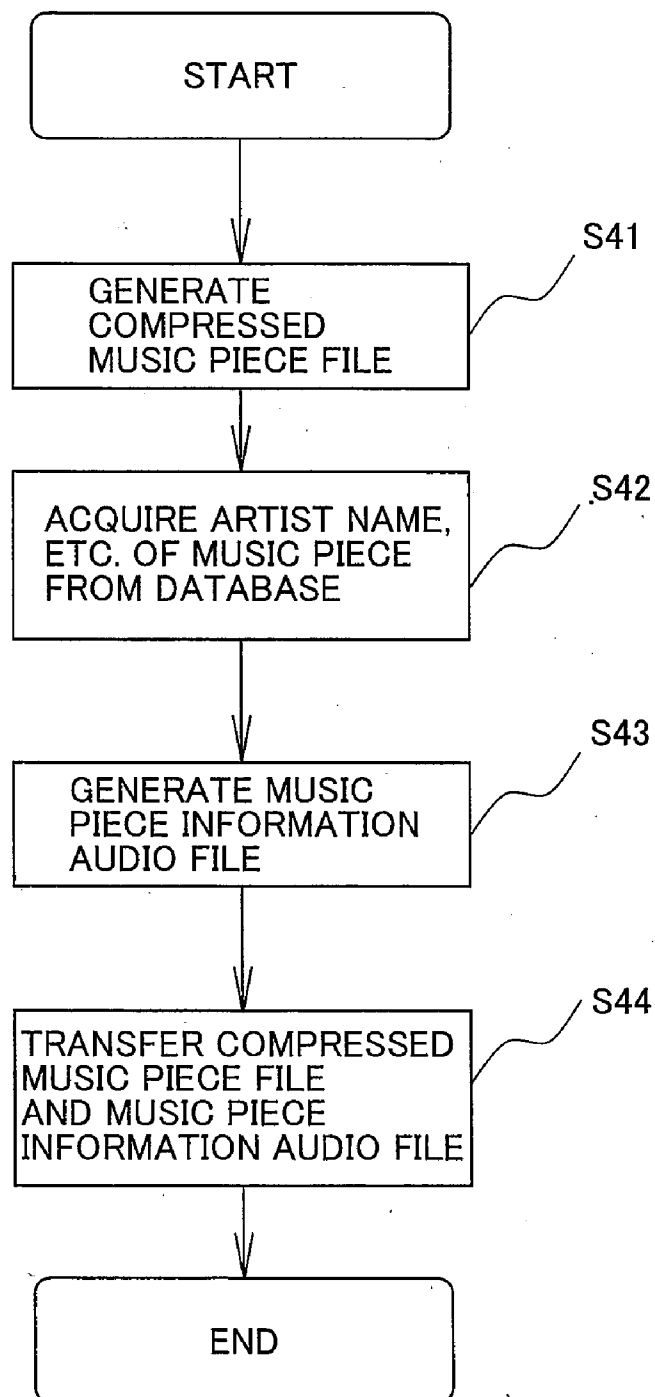 START
S41
GENERATE
COMPRESSED
MUSIC PIECE FILE
S42
ACQUIRE ARTIST NAME,
ETC. OF MUSIC PIECE
FROM DATABASE
S43
GENERATE MUSIC
PIECE INFORMATION
AUDIO FILE
S44
TRANSFER COMPRESSED
MUSIC PIECE FILE
AND MUSIC PIECE
INFORMATION AUDIO FILE
END